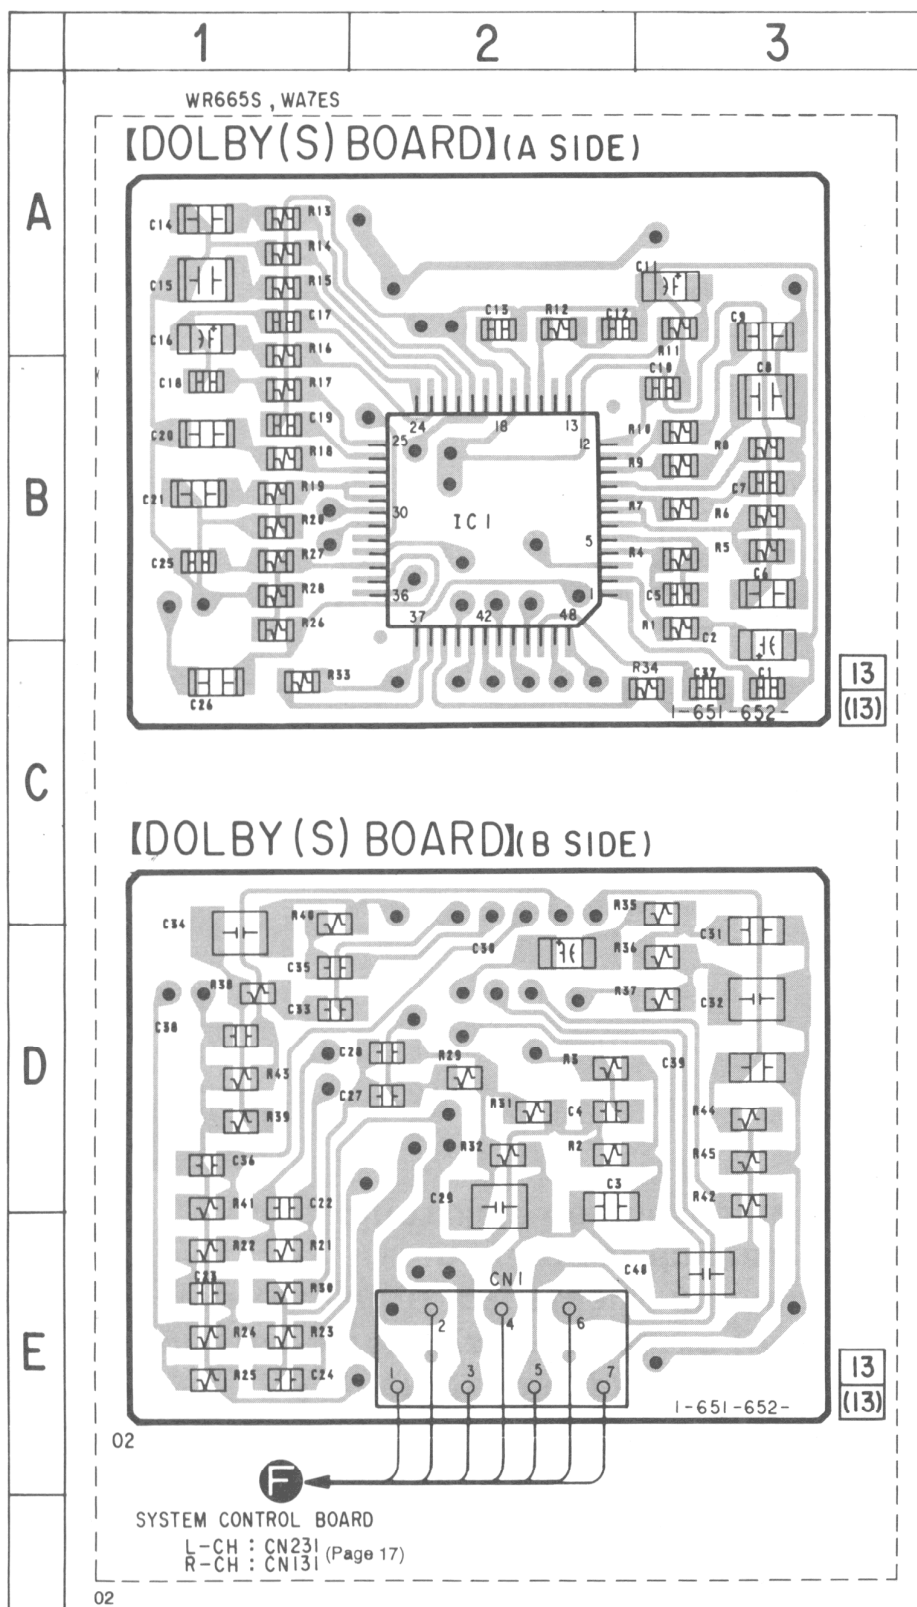 1 2 3
WR665S , WA7ES
【DOLBY(S) BOARD】(A SIDE)
A
C14 R13
R14
C15 R15 C11
C17 C13 R12 C12 C9
C16 R16 R11
C18 R17 C10 C8
C20 C19 24 18 13 R10 R8
R18 25 12 R9
C21 R19 C7
B
R20 30 IC1 R7 R6
C25 R27 5 R4 R5
R28 36 1 C5 C6
R26 37 42 48 R1 C2
R33 R34 C37 C1
C26 1-651-652-
13
(13)
C
【DOLBY(S) BOARD】(B SIDE)
C34 R40 R35 C31
C35 C30 R36
R38 C33 R37 C32
C38
D
C28 R29 R3 C39
R43 C27
R39 R31 C4 R44
C36 R32 R2 R45
R41 C22 C29 C3 R42
R22 R21 C40
C23 R30 CN1
E
R24 R23 2 4 6
R25 C24 1 3 5 7
1-651-652-
13
(13)
02
F
SYSTEM CONTROL BOARD
L-CH : CN231 (Page 17)
R-CH : CN131
02